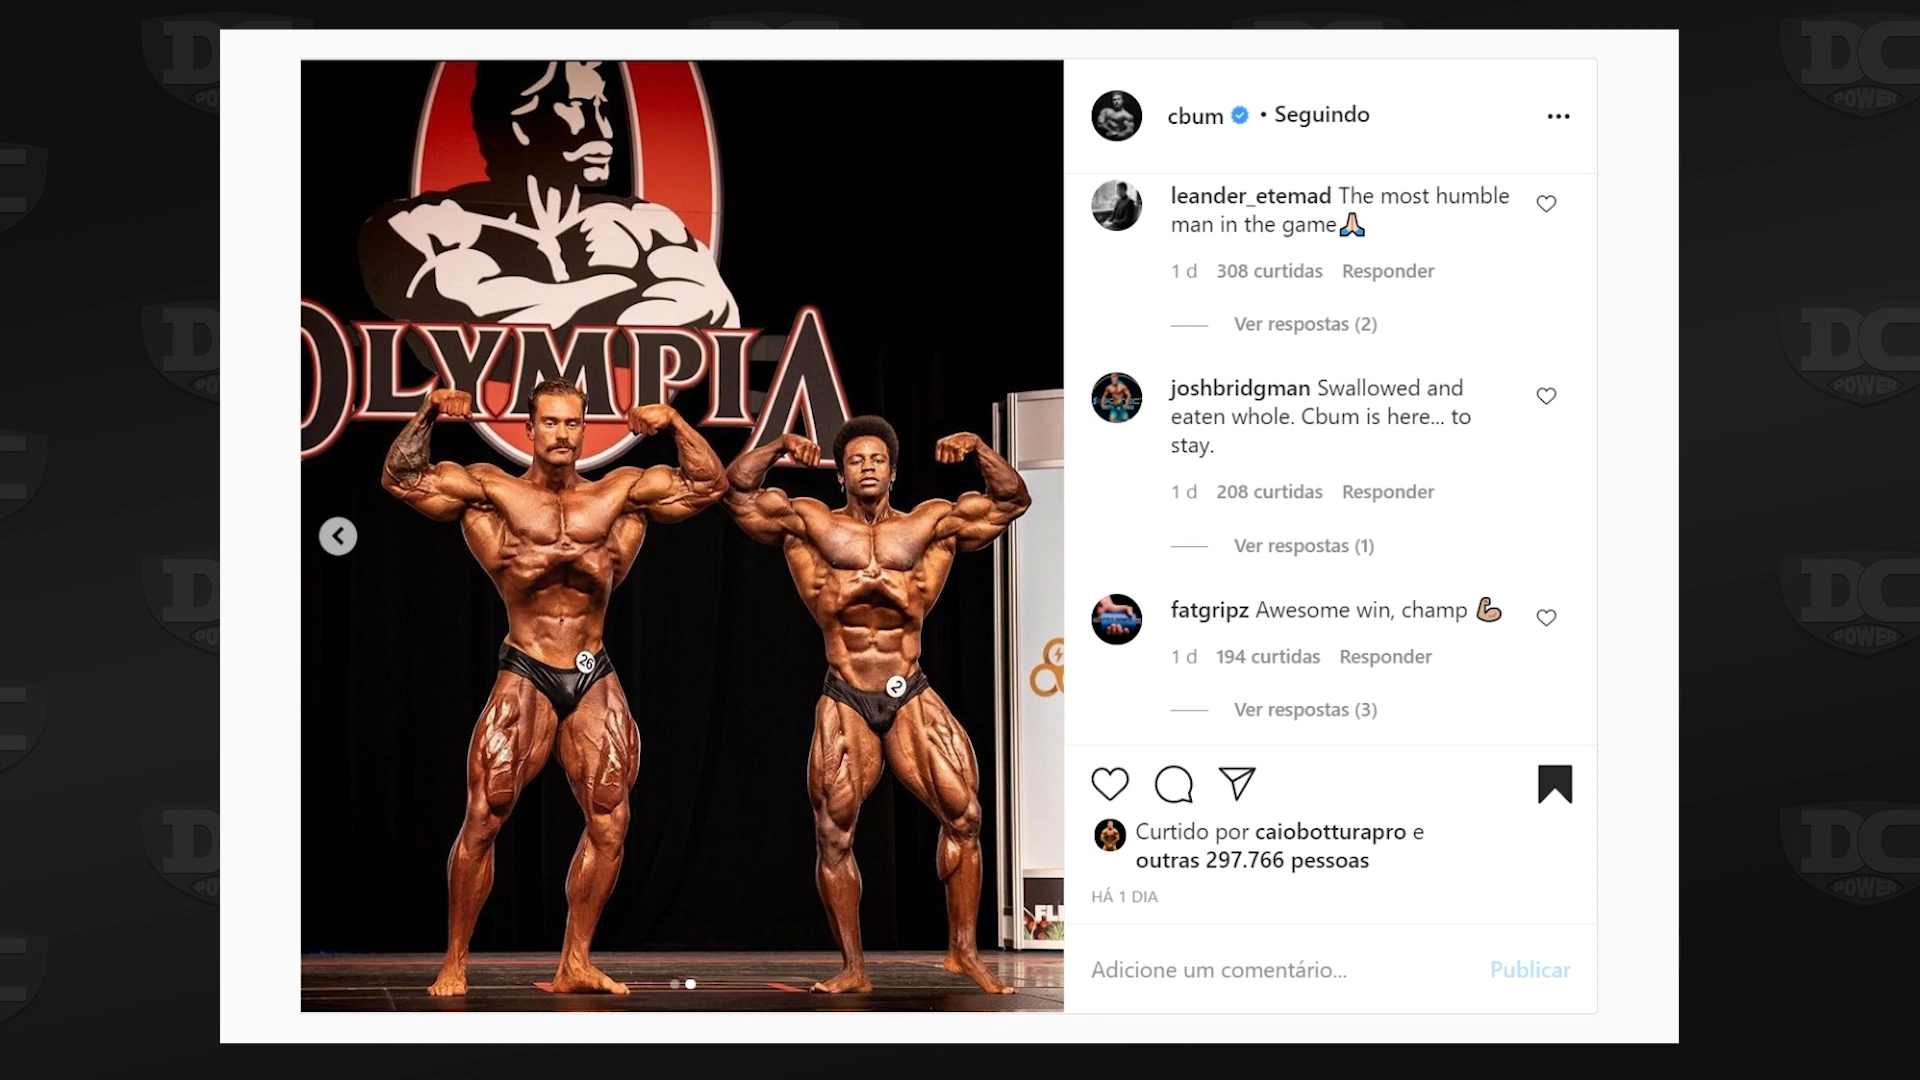 OLYMPIA
26
2
FL
cbum • Seguindo
leander_etemad The most humble
man in the game🙏🏻
1 d 308 curtidas Responder
Ver respostas (2)
joshbridgman Swallowed and
eaten whole. Cbum is here... to
stay.
1 d 208 curtidas Responder
Ver respostas (1)
fatgripz Awesome win, champ 💪🏼
1 d 194 curtidas Responder
Ver respostas (3)
Curtido por caiobotturapro e
outras 297.766 pessoas
HÁ 1 DIA
Adicione um comentário...
Publicar
DC
POWER